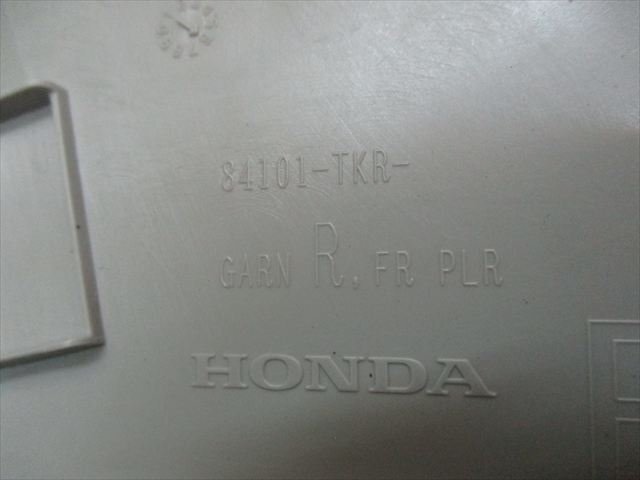 84101-TKR-
GARN R, FR PLR
HONDA